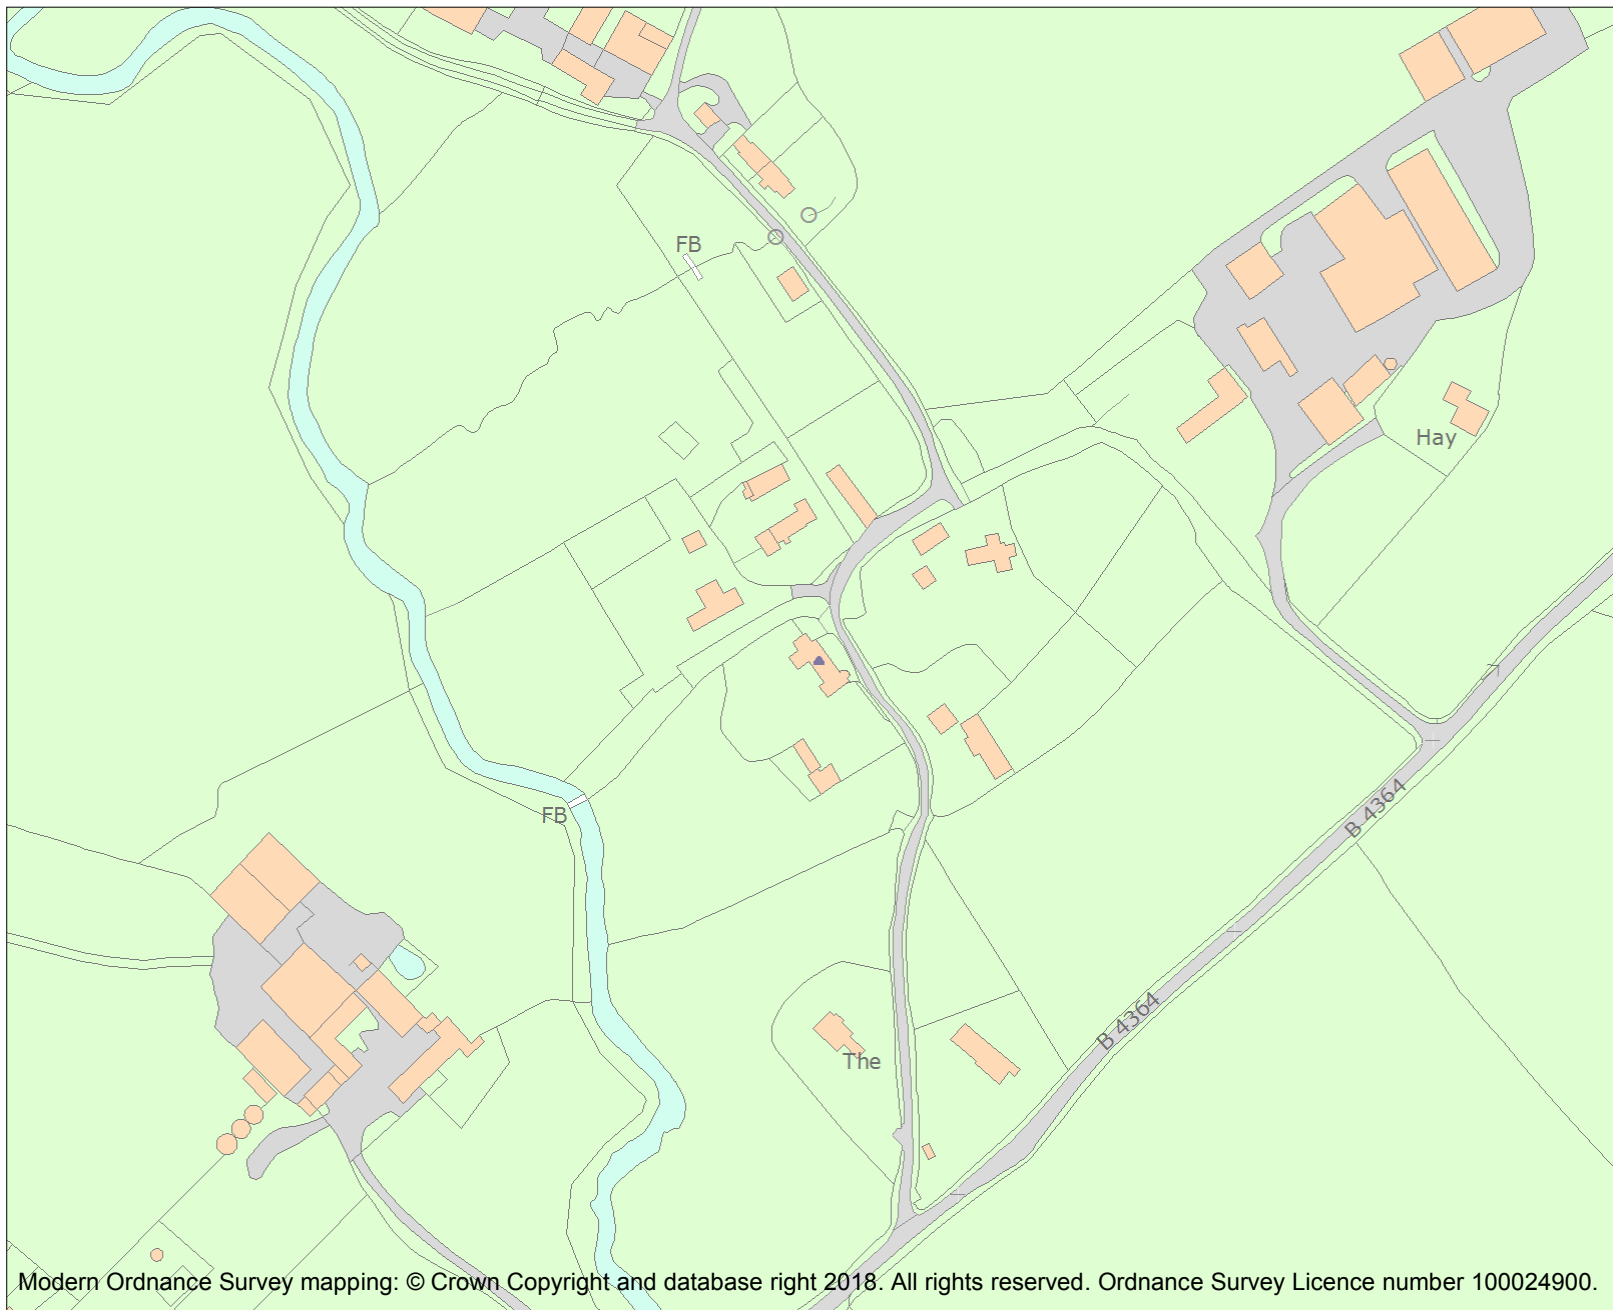 FB
Hay
FB
B 4364
B 4364
The
Modern Ordnance Survey mapping: © Crown Copyright and database right 2018. All rights reserved. Ordnance Survey Licence number 100024900.